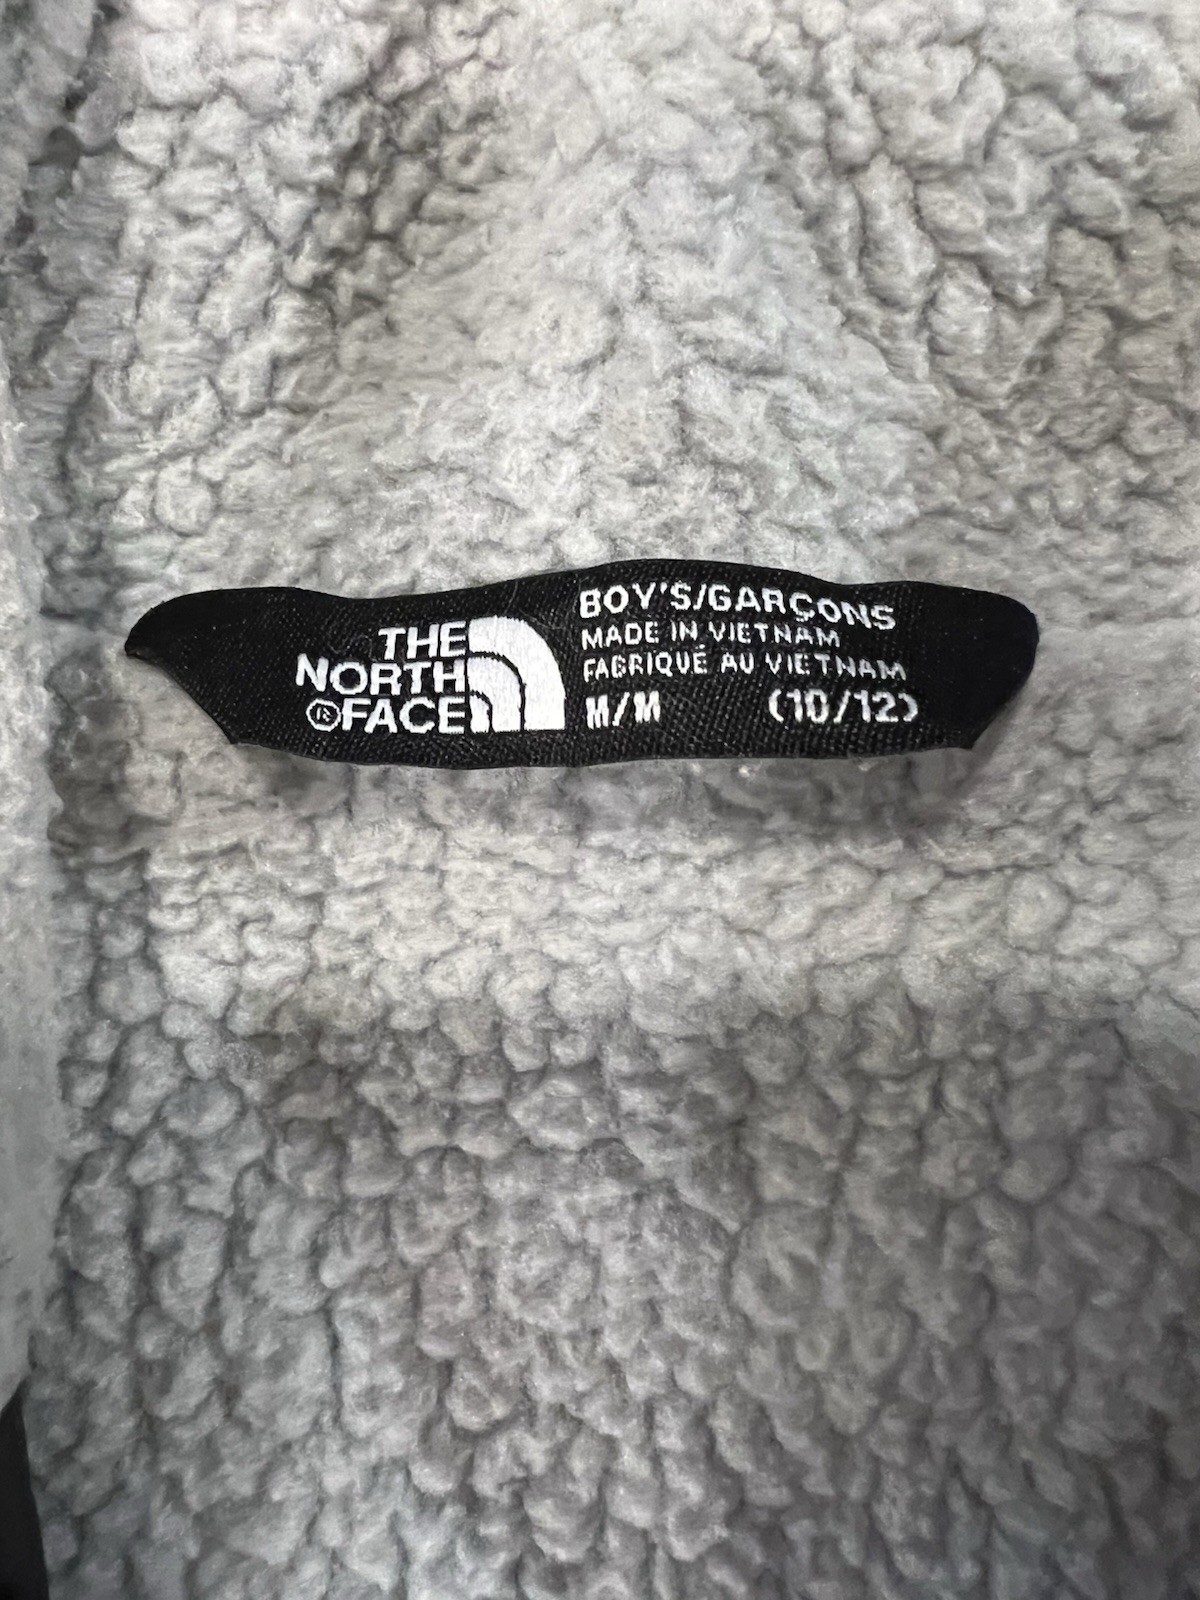 THE
NORTH
®FACE
BOY'S/GARÇONS
MADE IN VIETNAM
FABRIQUÉ AU VIETNAM
M/M (10/12)